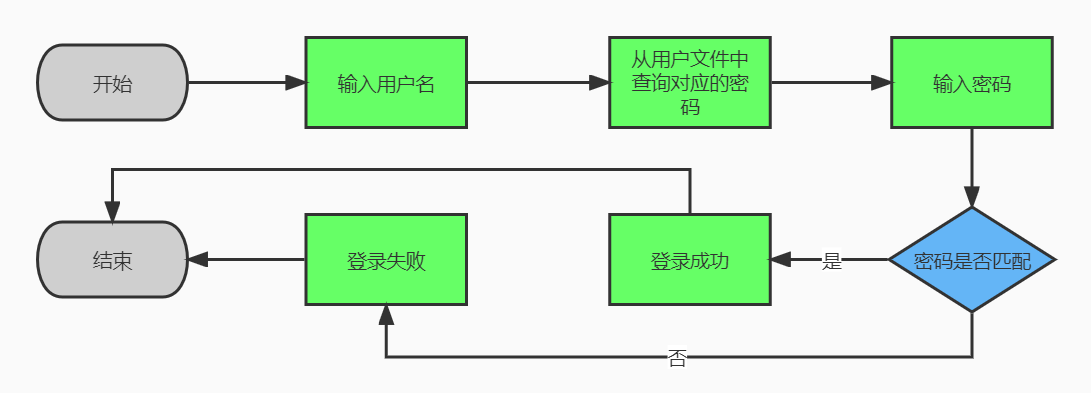 开始
输入用户名
从用户文件中
查询对应的密
码
输入密码
结束
登录失败
登录成功
是
密码是否匹配
否